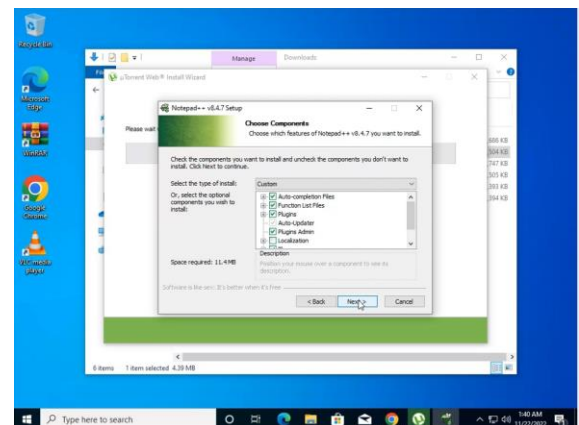 Recycle Bin
Manage
Downloads
µTorrent Web® Install Wizard
Microsoft Edge
Notepad++ v8.4.7 Setup
Choose Components
Choose which features of Notepad++ v8.4.7 you want to install.
Please wait
Check the components you want to install and uncheck the components you don't want to
install. Click Next to continue.
Select the type of install:
Custom
Or, select the optional
components you wish to
install:
Auto-completion Files
Function List Files
Plugins
Auto-Updater
Plugins Admin
Localization
Space required: 11.4 MB
Description
Position your mouse over a component to see its
description.
< Back
Next >
Cancel
WinRAR
Google
Chrome
VLC media
player
6 items
1 item selected 4.39 MB
Type here to search
1:40 AM
11/22/2022